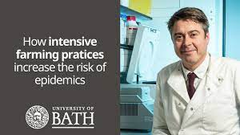 How intensive
farming pratices
increase the risk of
epidemics
UNIVERSITY OF
BATH